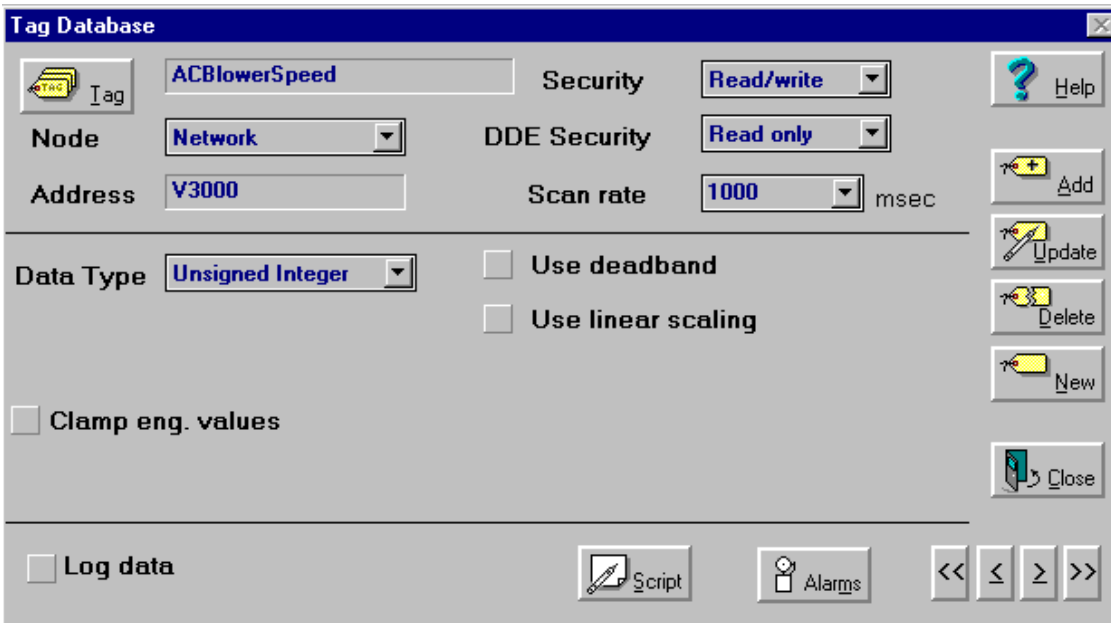 Tag Database
TAG Tag ACBlowerSpeed Security Read/write Help
Node Network DDE Security Read only
Address V3000 Scan rate 1000 msec Add
Update
Data Type Unsigned Integer Use deadband
Use linear scaling Delete
New
Clamp eng. values
Close
Log data Script Alarms << < > >>